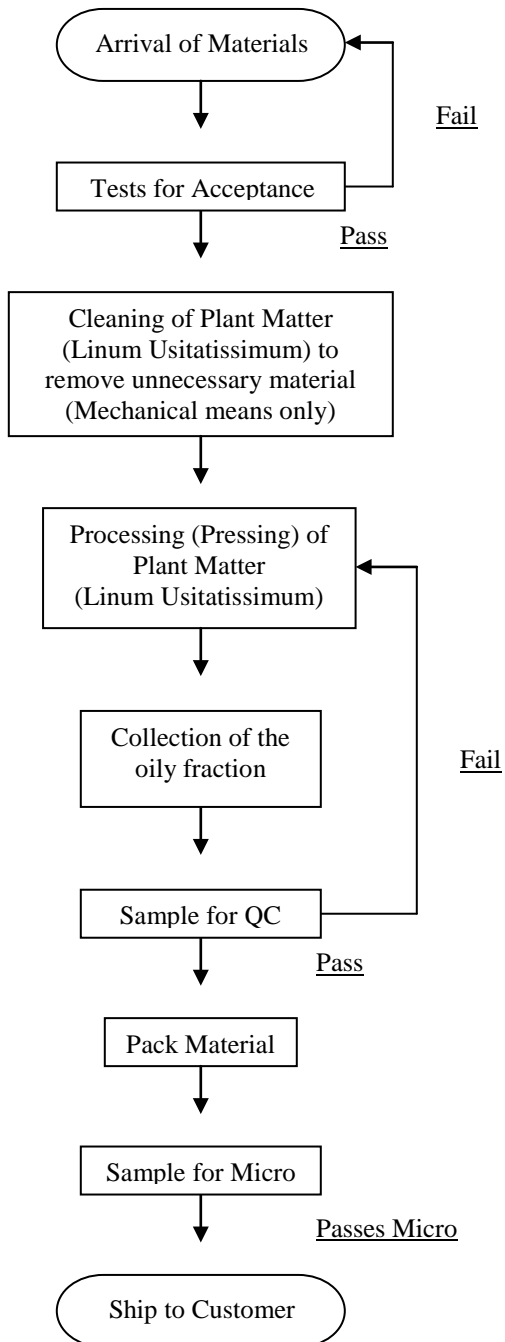 Arrival of Materials
Fail
Tests for Acceptance
Pass
Cleaning of Plant Matter
(Linum Usitatissimum) to
remove unnecessary material
(Mechanical means only)
Processing (Pressing) of
Plant Matter
(Linum Usitatissimum)
Collection of the
oily fraction
Fail
Sample for QC
Pass
Pack Material
Sample for Micro
Passes Micro
Ship to Customer